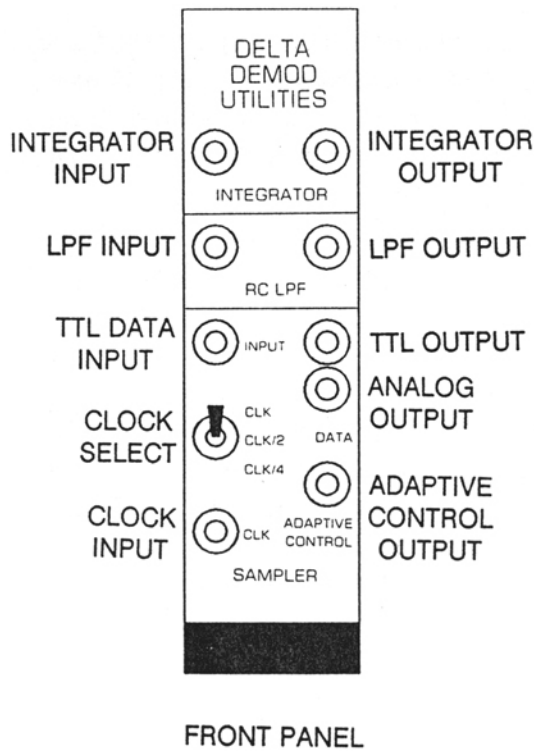 DELTA
DEMOD
UTILITIES
INTEGRATOR
INPUT
INTEGRATOR
OUTPUT
INTEGRATOR
LPF INPUT
LPF OUTPUT
RC LPF
TTL DATA
INPUT
INPUT
TTL OUTPUT
ANALOG
OUTPUT
CLOCK
SELECT
CLK
CLK/2
CLK/4
DATA
ADAPTIVE
CONTROL
OUTPUT
CLOCK
INPUT
CLK
ADAPTIVE
CONTROL
SAMPLER
FRONT PANEL